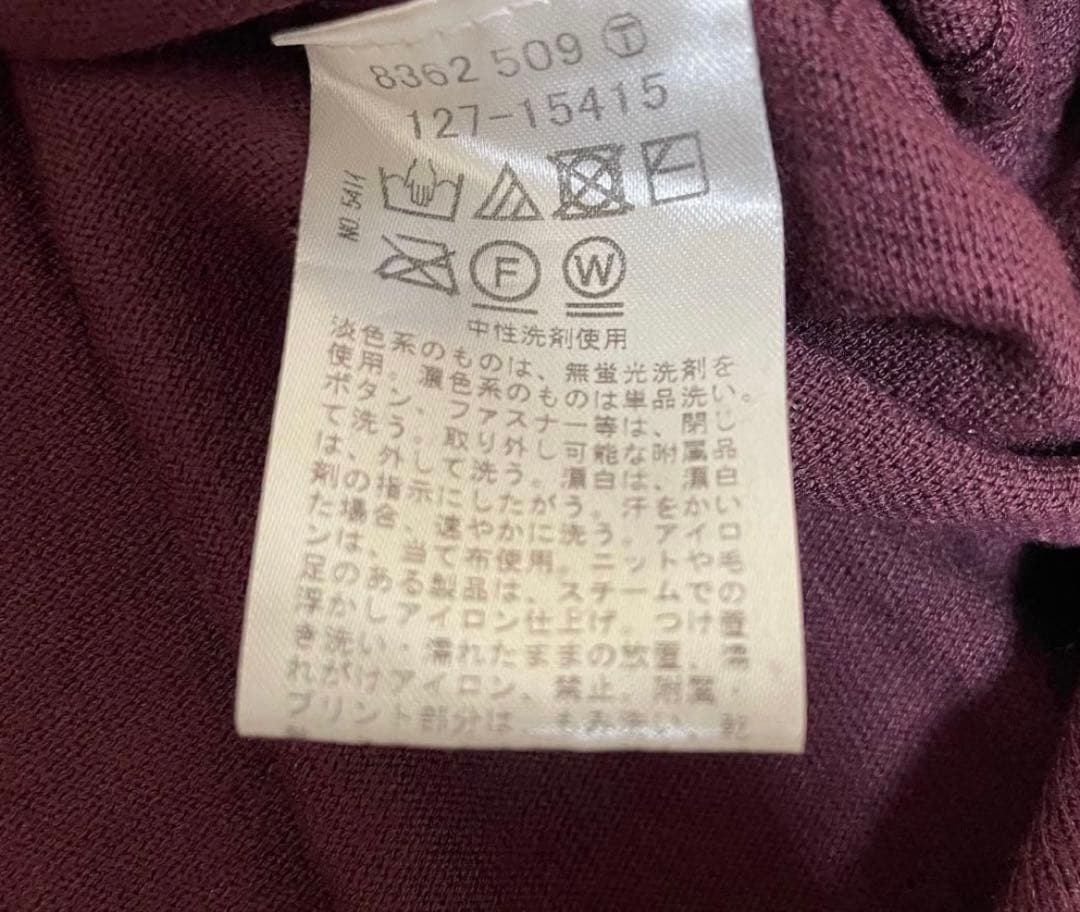 8362 509 Ⓣ
127-15415
NO. 5411
F W
中性洗剤使用
淡色系のものは、無蛍光洗剤を
使用。濃色系のものは単品洗い。
ボタン、ファスナー等は、閉じ
て洗う。取り外し可能な附属品
は、外して洗う。漂白は、漂白
剤の指示にしたがう。汗をかい
た場合、速やかに洗う。アイロ
ンは、当て布使用。ニットや毛
足のある製品は、スチームでの
浮かしアイロン仕上げ。つけ置
き洗い・濡れたままの放置、濡
れがけアイロン、禁止。附属・
プリント部分は、もみ洗い、乾